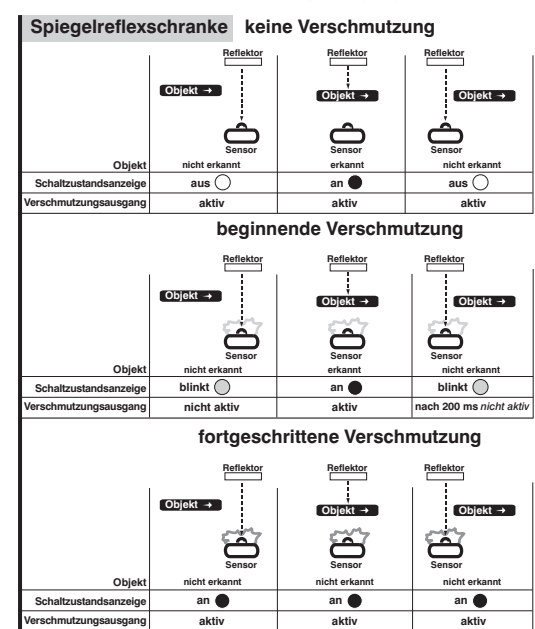 Spiegelreflexschranke keine Verschmutzung
Reflektor Reflektor Reflektor
Objekt → Objekt → Objekt →
Sensor Sensor Sensor
Objekt nicht erkannt erkannt nicht erkannt
Schaltzustandsanzeige aus an aus
Verschmutzungsausgang aktiv aktiv aktiv
beginnende Verschmutzung
Reflektor Reflektor Reflektor
Objekt → Objekt → Objekt →
Sensor Sensor Sensor
Objekt nicht erkannt erkannt nicht erkannt
Schaltzustandsanzeige blinkt an blinkt
Verschmutzungsausgang nicht aktiv aktiv nach 200 ms nicht aktiv
fortgeschrittene Verschmutzung
Reflektor Reflektor Reflektor
Objekt → Objekt → Objekt →
Sensor Sensor Sensor
Objekt nicht erkannt nicht erkannt nicht erkannt
Schaltzustandsanzeige an an an
Verschmutzungsausgang aktiv aktiv aktiv